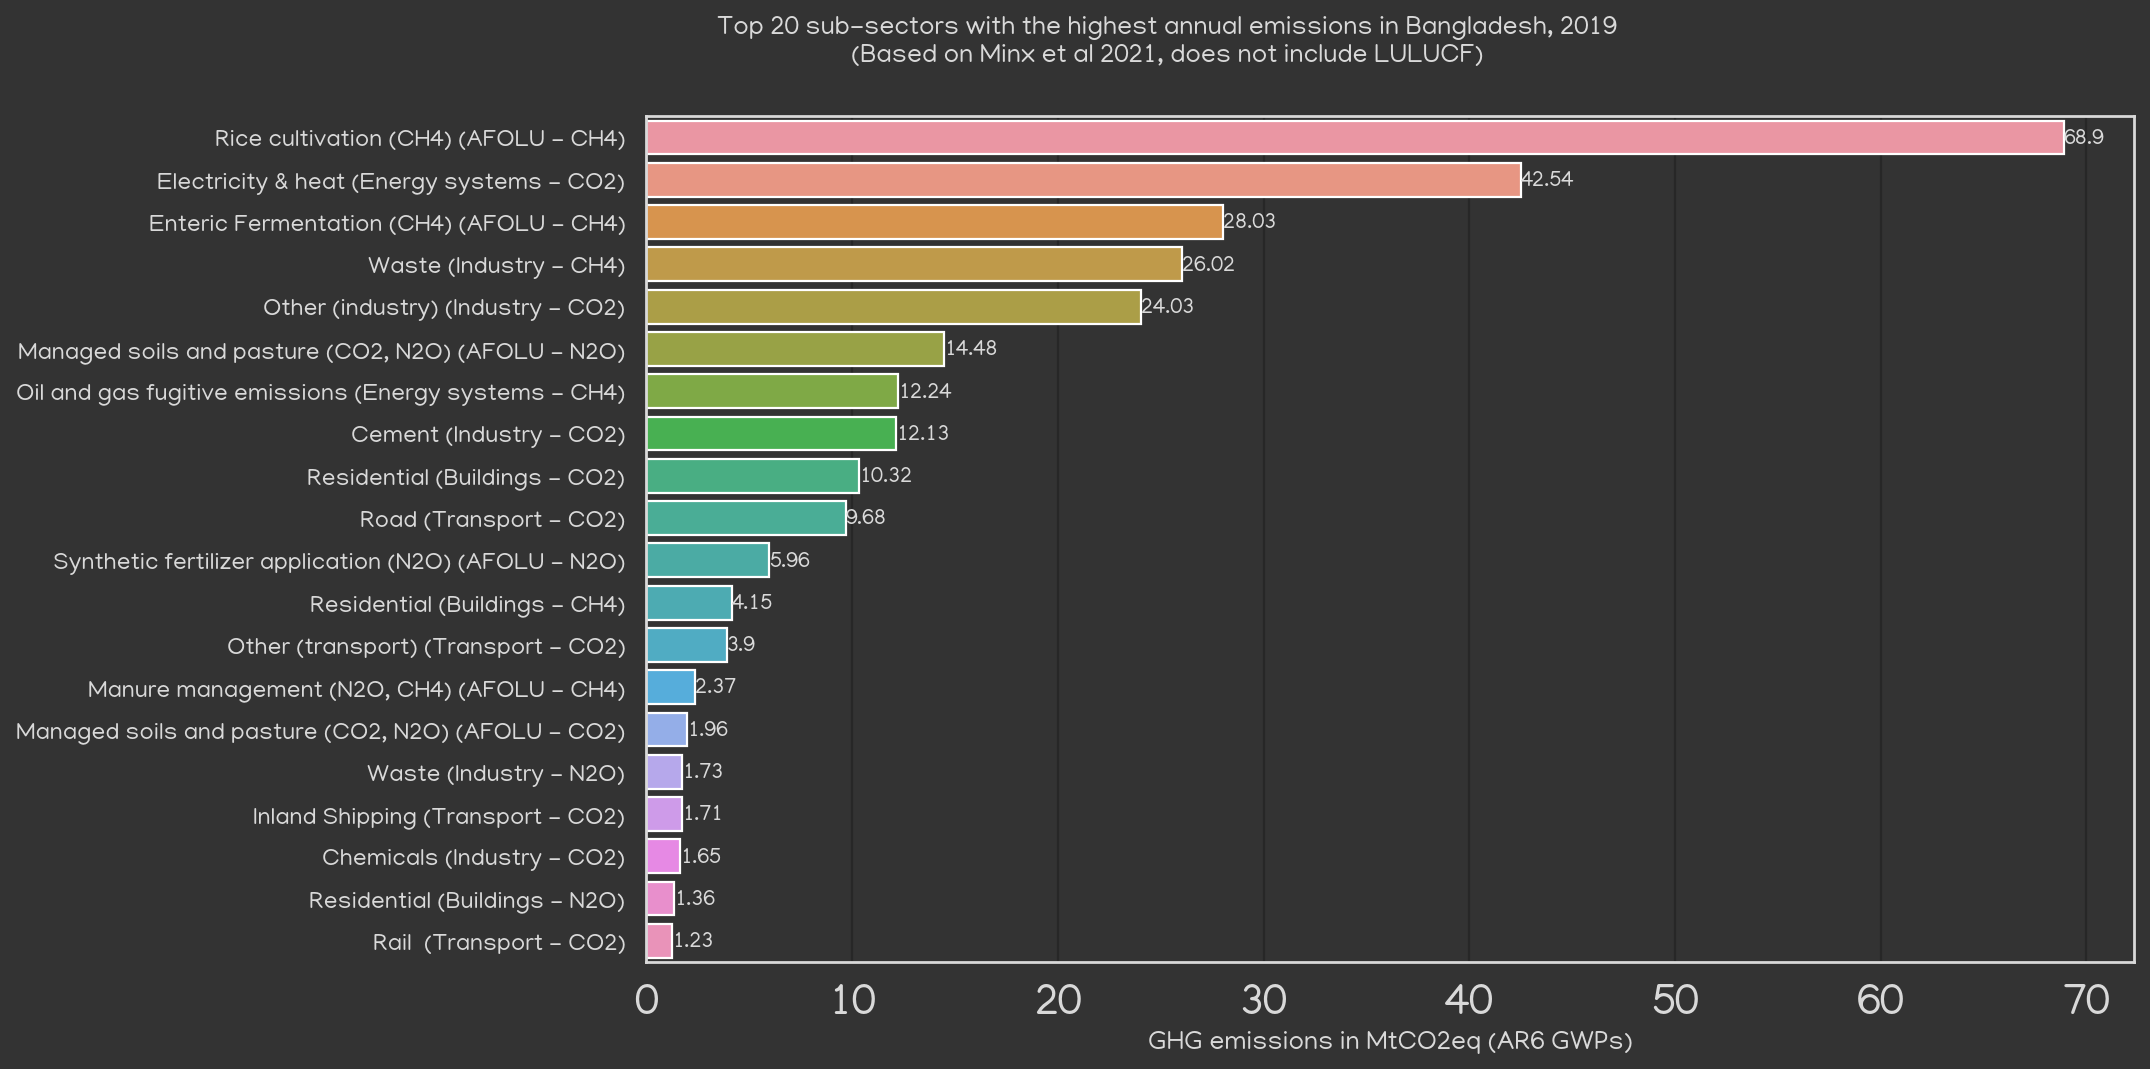 Top 20 sub-sectors with the highest annual emissions in Bangladesh, 2019
(Based on Minx et al 2021, does not include LULUCF)
Rice cultivation (CH4) (AFOLU - CH4) 68.9
Electricity & heat (Energy systems - CO2) 42.54
Enteric Fermentation (CH4) (AFOLU - CH4) 28.03
Waste (Industry - CH4) 26.02
Other (industry) (Industry - CO2) 24.03
Managed soils and pasture (CO2, N2O) (AFOLU - N2O) 14.48
Oil and gas fugitive emissions (Energy systems - CH4) 12.24
Cement (Industry - CO2) 12.13
Residential (Buildings - CO2) 10.32
Road (Transport - CO2) 9.68
Synthetic fertilizer application (N2O) (AFOLU - N2O) 5.96
Residential (Buildings - CH4) 4.15
Other (transport) (Transport - CO2) 3.9
Manure management (N2O, CH4) (AFOLU - CH4) 2.37
Managed soils and pasture (CO2, N2O) (AFOLU - CO2) 1.96
Waste (Industry - N2O) 1.73
Inland Shipping (Transport - CO2) 1.71
Chemicals (Industry - CO2) 1.65
Residential (Buildings - N2O) 1.36
Rail  (Transport - CO2) 1.23
0 10 20 30 40 50 60 70
GHG emissions in MtCO2eq (AR6 GWPs)